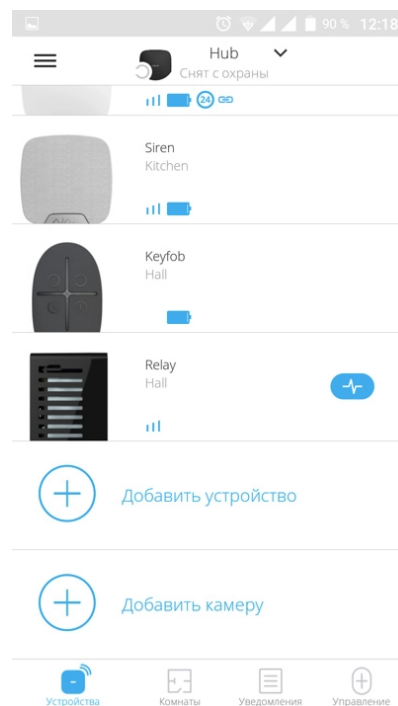 90 % 12:18
Hub
Снят с охраны
24
Siren
Kitchen
Keyfob
Hall
Relay
Hall
Добавить устройство
Добавить камеру
Устройства Комнаты Уведомления Управление